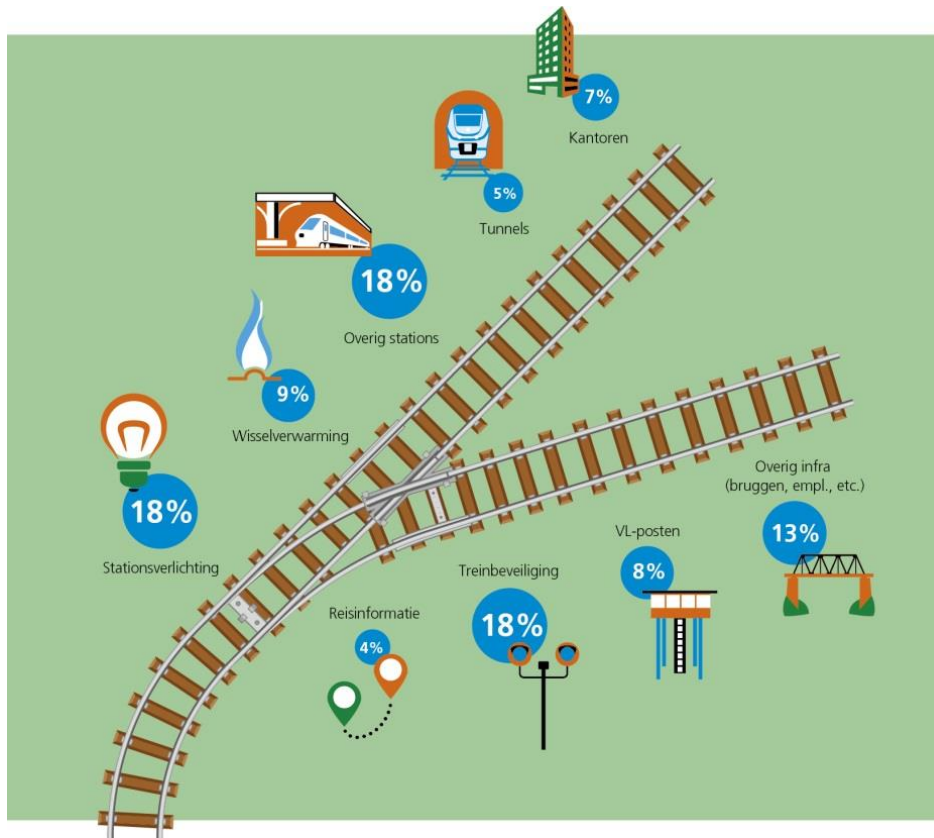 7%
Kantoren
5%
Tunnels
18%
Overig stations
9%
Wisselverwarming
18%
Stationsverlichting
Overig infra
(bruggen, empl., etc.)
13%
VL-posten
8%
Treinbeveiliging
18%
Reisinformatie
4%